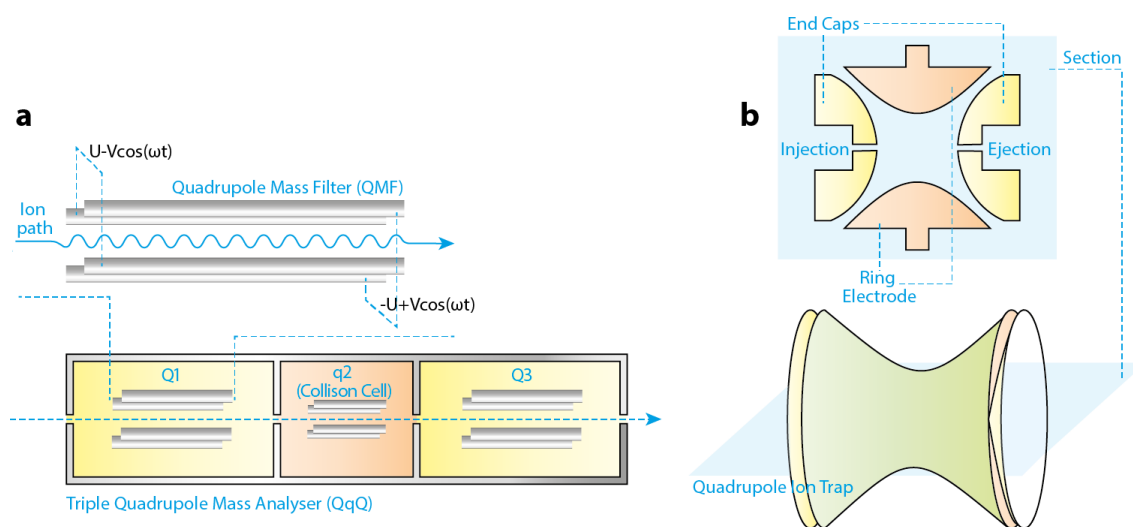 a
U-Vcos(ωt)
Quadrupole Mass Filter (QMF)
Ion
path
-U+Vcos(ωt)
Q1
q2
(Collison Cell)
Q3
Triple Quadrupole Mass Analyser (QqQ)
b
End Caps
Section
Injection
Ejection
Ring
Electrode
Quadrupole Ion Trap